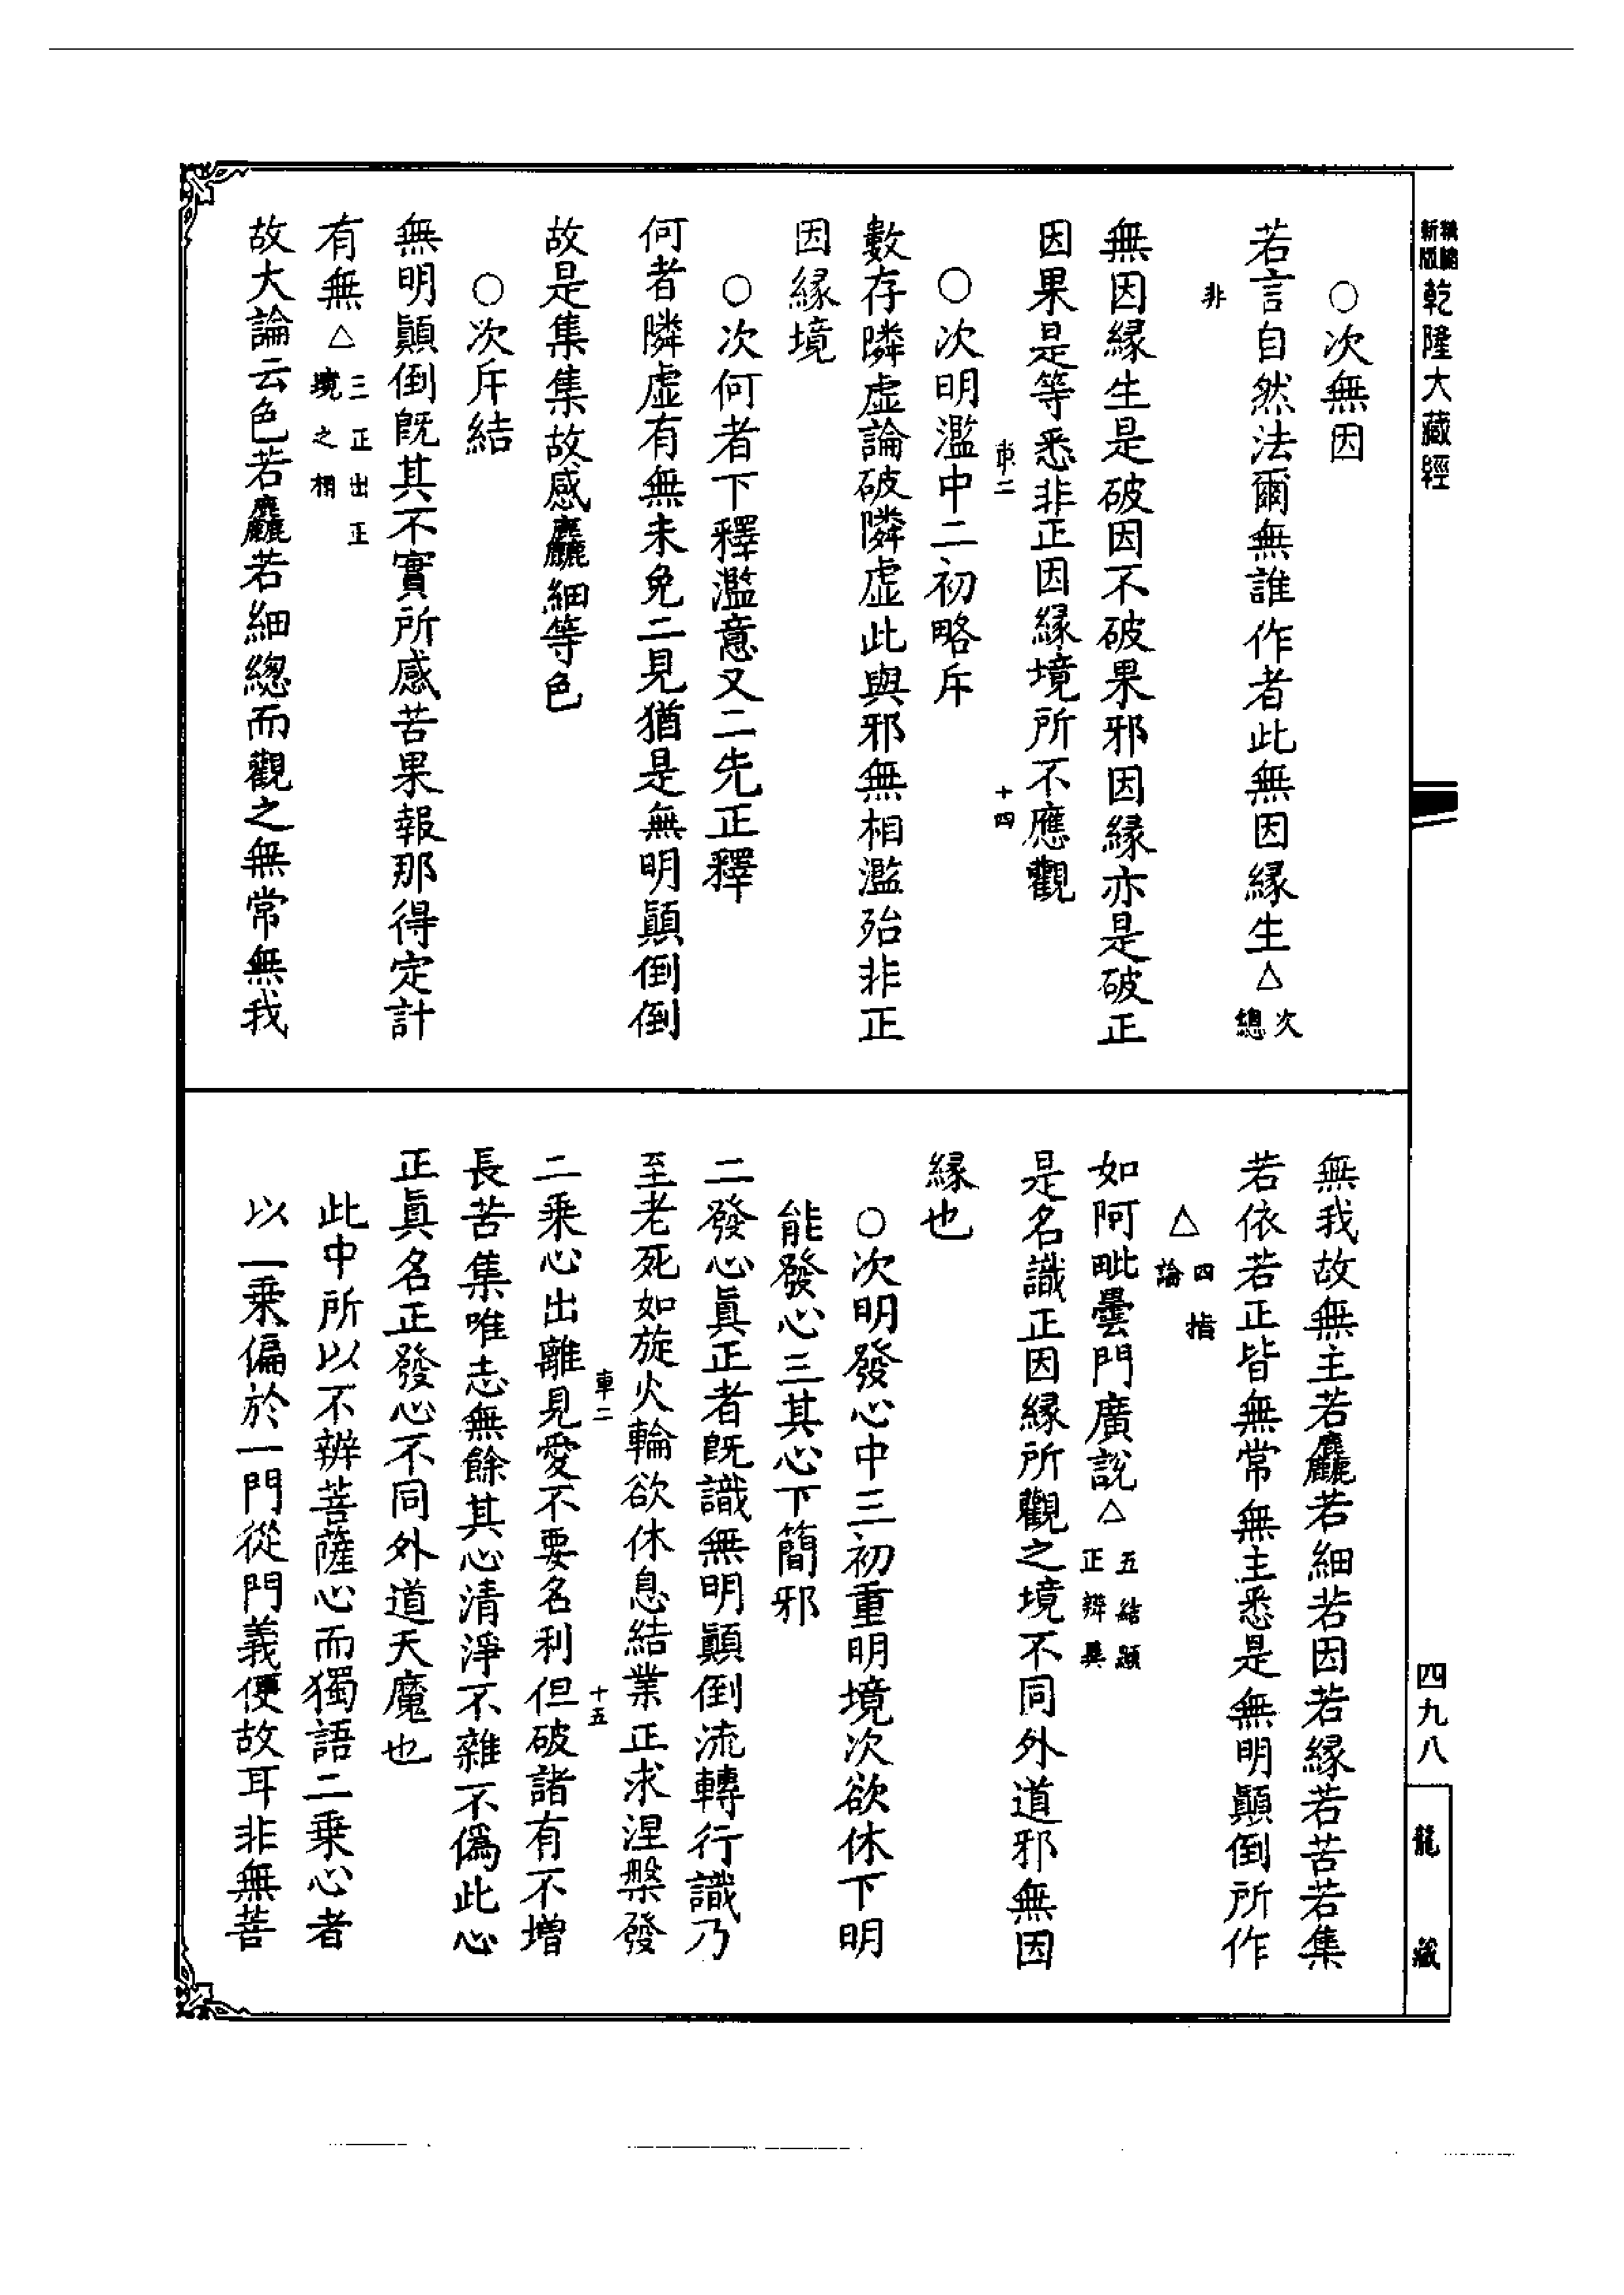 新版
乾隆大藏經
○次無因
若言自然法爾無誰作者此無因緣生△次總
非
無因緣生是破因不破果邪因緣亦是破正
因果是等悉非正因緣境所不應觀
車二
十四
○次明濫中二初略斥
數存隣虛論破隣虛此與邪無相濫殆非正
因緣境
○次何者下釋濫意又二先正釋
何者隣虛有無未免二見猶是無明顛倒倒
故是集集故感麤細等色
○次斥結
無明顛倒既其不實所感苦果報那得定計
有無△三正出正境之相
故大論云色若麤若細總而觀之無常無我
無我故無主若麤若細若因若緣若苦若集
若依若正皆無常無主悉是無明顛倒所作
△四指論
如阿毗曇門廣說△五結顯正辨異
是名識正因緣所觀之境不同外道邪無因
緣也
○次明發心中三初重明境次欲休下明
能發心三其心下簡邪
二發心真正者既識無明顛倒流轉行識乃
至老死如旋火輪欲休息結業正求涅槃發
車二
十五
二乘心出離見愛不要名利但破諸有不增
長苦集唯志無餘其心清淨不雜不偽此心
正真名正發心不同外道天魔也
此中所以不辨菩薩心而獨語二乘心者
以一乘偏於一門從門義便故耳非無菩
四九八
龍藏